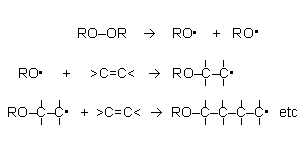 RO–OR → RO• + RO•
RO• + >C=C< → RO–C–C•
RO–C–C• + >C=C< → RO–C–C–C–C• etc